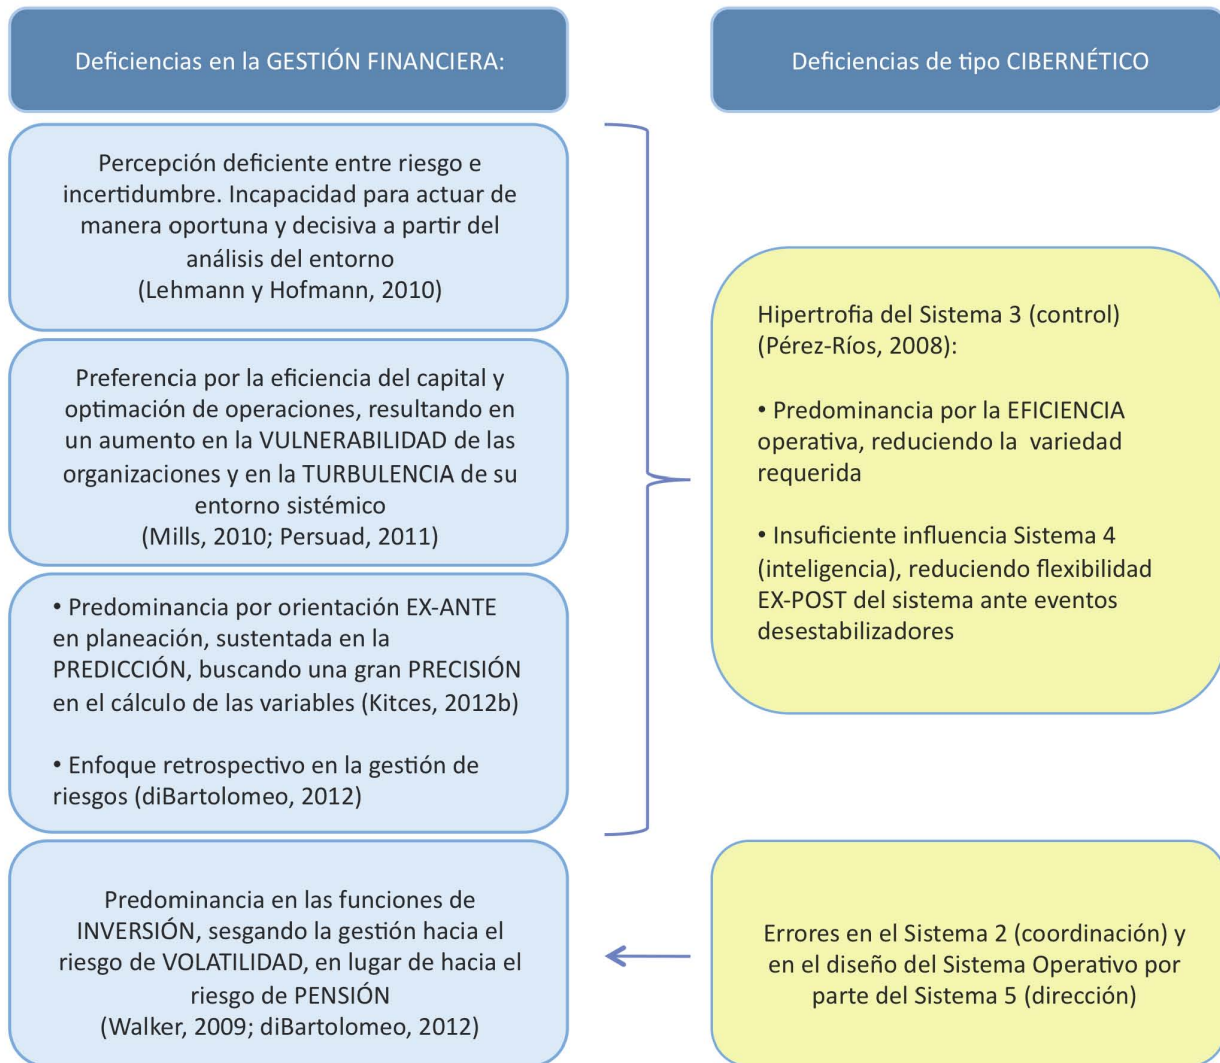 Deficiencias en la GESTIÓN FINANCIERA:
Deficiencias de tipo CIBERNÉTICO
Percepción deficiente entre riesgo e
incertidumbre. Incapacidad para actuar de
manera oportuna y decisiva a partir del
análisis del entorno
(Lehmann y Hofmann, 2010)
Preferencia por la eficiencia del capital y
optimación de operaciones, resultando en
un aumento en la VULNERABILIDAD de las
organizaciones y en la TURBULENCIA de su
entorno sistémico
(Mills, 2010; Persuad, 2011)
• Predominancia por orientación EX-ANTE
en planeación, sustentada en la
PREDICCIÓN, buscando una gran PRECISIÓN
en el cálculo de las variables (Kitces, 2012b)
• Enfoque retrospectivo en la gestión de
riesgos (diBartolomeo, 2012)
Hipertrofia del Sistema 3 (control)
(Pérez-Ríos, 2008):
• Predominancia por la EFICIENCIA
operativa, reduciendo la variedad
requerida
• Insuficiente influencia Sistema 4
(inteligencia), reduciendo flexibilidad
EX-POST del sistema ante eventos
desestabilizadores
Predominancia en las funciones de
INVERSIÓN, sesgando la gestión hacia el
riesgo de VOLATILIDAD, en lugar de hacia el
riesgo de PENSIÓN
(Walker, 2009; diBartolomeo, 2012)
Errores en el Sistema 2 (coordinación) y
en el diseño del Sistema Operativo por
parte del Sistema 5 (dirección)